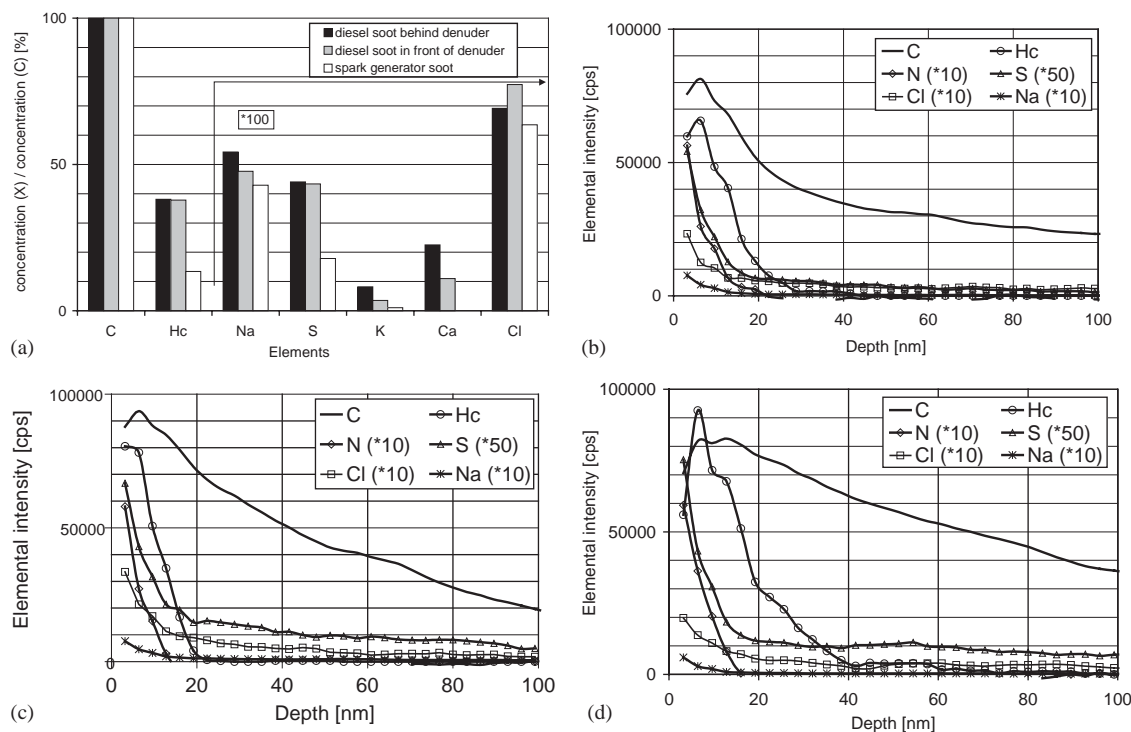 100
50
0
concentration (X) / concentration (C) [%]
diesel soot behind denuder
diesel soot in front of denuder
spark generator soot
*100
C Hc Na S K Ca Cl
Elements
(a)
100000
50000
0
Elemental intensity [cps]
C Hc
N (*10) S (*50)
Cl (*10) Na (*10)
0 20 40 60 80 100
Depth [nm]
(b)
100000
50000
0
Elemental intensity [cps]
C Hc
N (*10) S (*50)
Cl (*10) Na (*10)
0 20 40 60 80 100
Depth [nm]
(c)
100000
50000
0
Elemental intensity [cps]
C Hc
N (*10) S (*50)
Cl (*10) Na (*10)
0 20 40 60 80 100
Depth [nm]
(d)